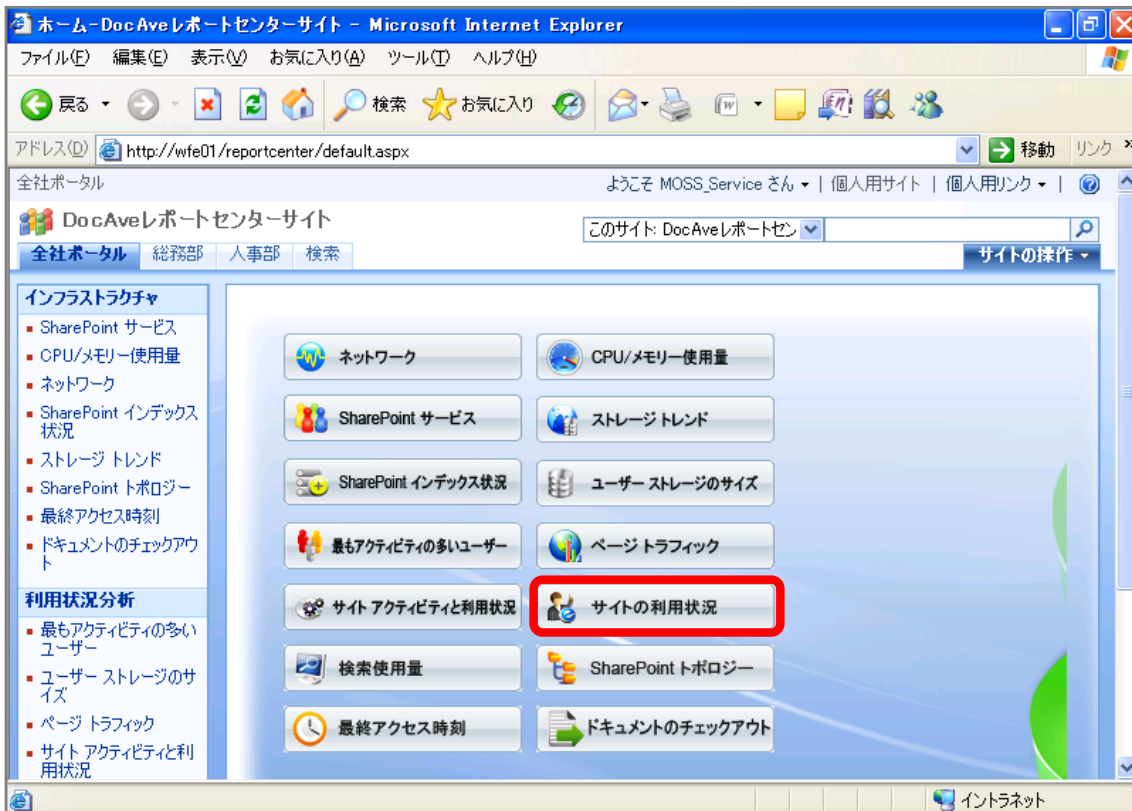 ホーム-DocAveレポートセンターサイト - Microsoft Internet Explorer
ファイル(F) 編集(E) 表示(V) お気に入り(A) ツール(T) ヘルプ(H)
戻る 検索 お気に入り
アドレス(D) http://wfe01/reportcenter/default.aspx 移動 リンク »
全社ポータル ようこそ MOSS_Service さん | 個人用サイト | 個人用リンク |
DocAveレポートセンターサイト このサイト: DocAveレポートセン
全社ポータル 総務部 人事部 検索 サイトの操作
インフラストラクチャ
SharePoint サービス
CPU/メモリー使用量
ネットワーク
SharePoint インデックス
状況
ストレージ トレンド
SharePoint トポロジー
最終アクセス時刻
ドキュメントのチェックアウ
ト
利用状況分析
最もアクティビティの多い
ユーザー
ユーザー ストレージのサ
イズ
ページ トラフィック
サイト アクティビティと利
用状況
ネットワーク CPU/メモリー使用量
SharePoint サービス ストレージ トレンド
SharePoint インデックス状況 ユーザー ストレージのサイズ
最もアクティビティの多いユーザー ページ トラフィック
サイト アクティビティと利用状況 サイトの利用状況
検索使用量 SharePoint トポロジー
最終アクセス時刻 ドキュメントのチェックアウト
イントラネット